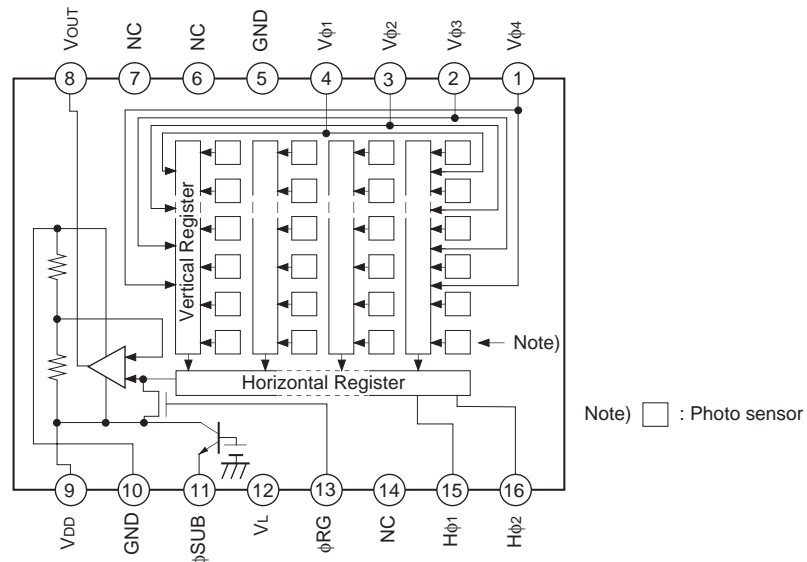 VOUT
NC
NC
GND
Vϕ1
Vϕ2
Vϕ3
Vϕ4
8
7
6
5
4
3
2
1
Vertical Register
Note)
Horizontal Register
Note) : Photo sensor
9
10
11
12
13
14
15
16
VDD
GND
ϕSUB
VL
ϕRG
NC
Hϕ1
Hϕ2